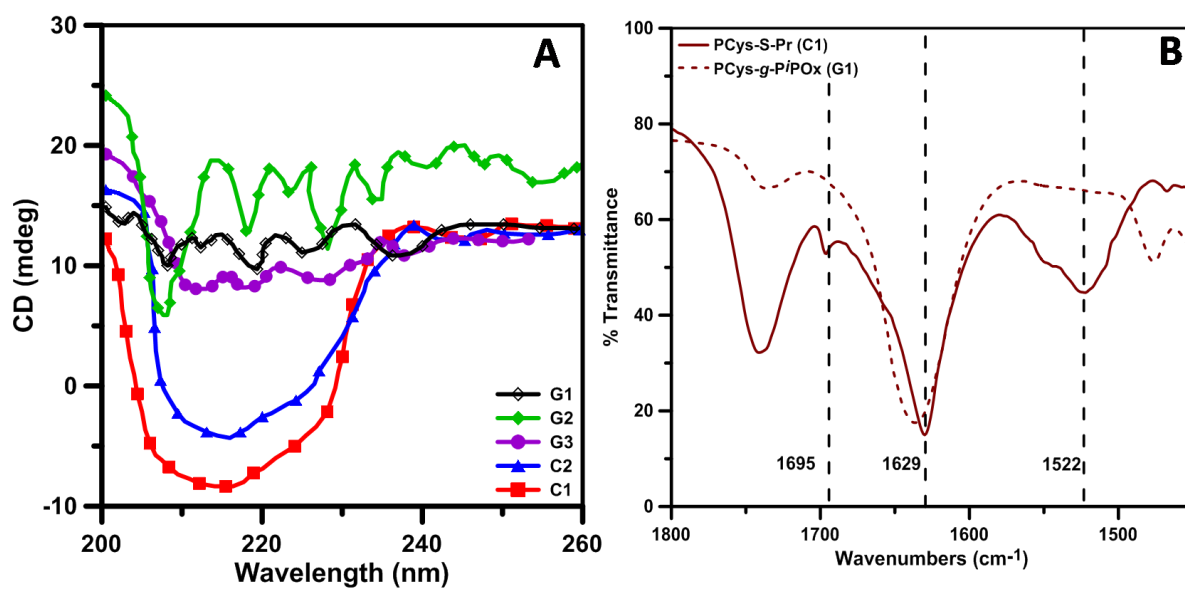 A
30
20
10
0
-10
CD (mdeg)
G1
G2
G3
C2
C1
200
220
240
260
Wavelength (nm)
B
PCys-S-Pr (C1)
PCys-g-PiPOx (G1)
100
80
60
40
20
0
% Transmittance
1695
1629
1522
1800
1700
1600
1500
Wavenumbers (cm-1)